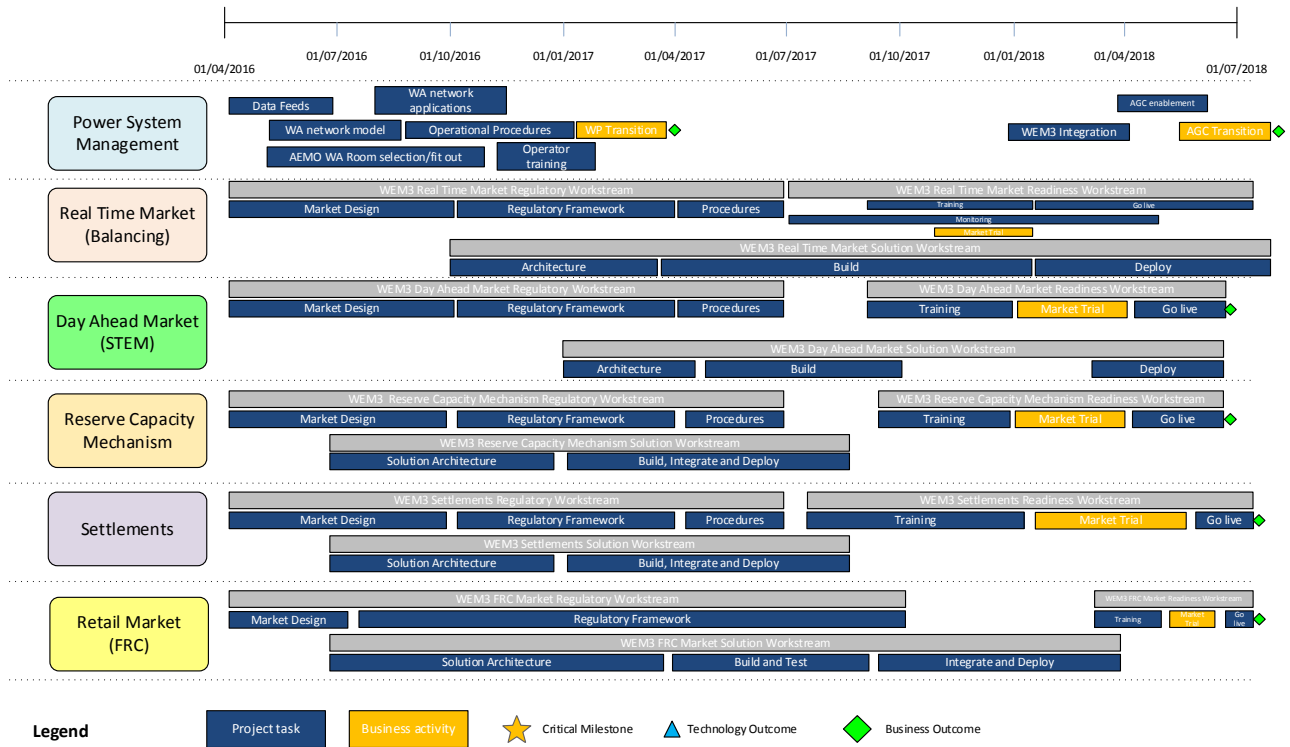 01/07/2016
01/10/2016
01/01/2017
01/04/2017
01/07/2017
01/10/2017
01/01/2018
01/04/2018
01/04/2016
01/07/2018
Power System
Management
Data Feeds
WA network
applications
AGC enablement
WA network model
Operational Procedures
WP Transition
WEM3 Integration
AGC Transition
AEMO WA Room selection/fit out
Operator
training
Real Time Market
(Balancing)
WEM3 Real Time Market Regulatory Workstream
WEM3 Real Time Market Readiness Workstream
Market Design
Regulatory Framework
Procedures
Training
Go live
Monitoring
Market Trial
WEM3 Real Time Market Solution Workstream
Architecture
Build
Deploy
Day Ahead Market
(STEM)
WEM3 Day Ahead Market Regulatory Workstream
WEM3 Day Ahead Market Readiness Workstream
Market Design
Regulatory Framework
Procedures
Training
Market Trial
Go live
WEM3 Day Ahead Market Solution Workstream
Architecture
Build
Deploy
Reserve Capacity
Mechanism
WEM3 Reserve Capacity Mechanism Regulatory Workstream
WEM3 Reserve Capacity Mechanism Readiness Workstream
Market Design
Regulatory Framework
Procedures
Training
Market Trial
Go live
WEM3 Reserve Capacity Mechanism Solution Workstream
Solution Architecture
Build, Integrate and Deploy
Settlements
WEM3 Settlements Regulatory Workstream
WEM3 Settlements Readiness Workstream
Market Design
Regulatory Framework
Procedures
Training
Market Trial
Go live
WEM3 Settlements Solution Workstream
Solution Architecture
Build, Integrate and Deploy
Retail Market
(FRC)
WEM3 FRC Market Regulatory Workstream
WEM3 FRC Market Readiness Workstream
Market Design
Regulatory Framework
Training
Market
Trial
Go
live
WEM3 FRC Market Solution Workstream
Solution Architecture
Build and Test
Integrate and Deploy
Legend
Project task
Business activity
Critical Milestone
Technology Outcome
Business Outcome